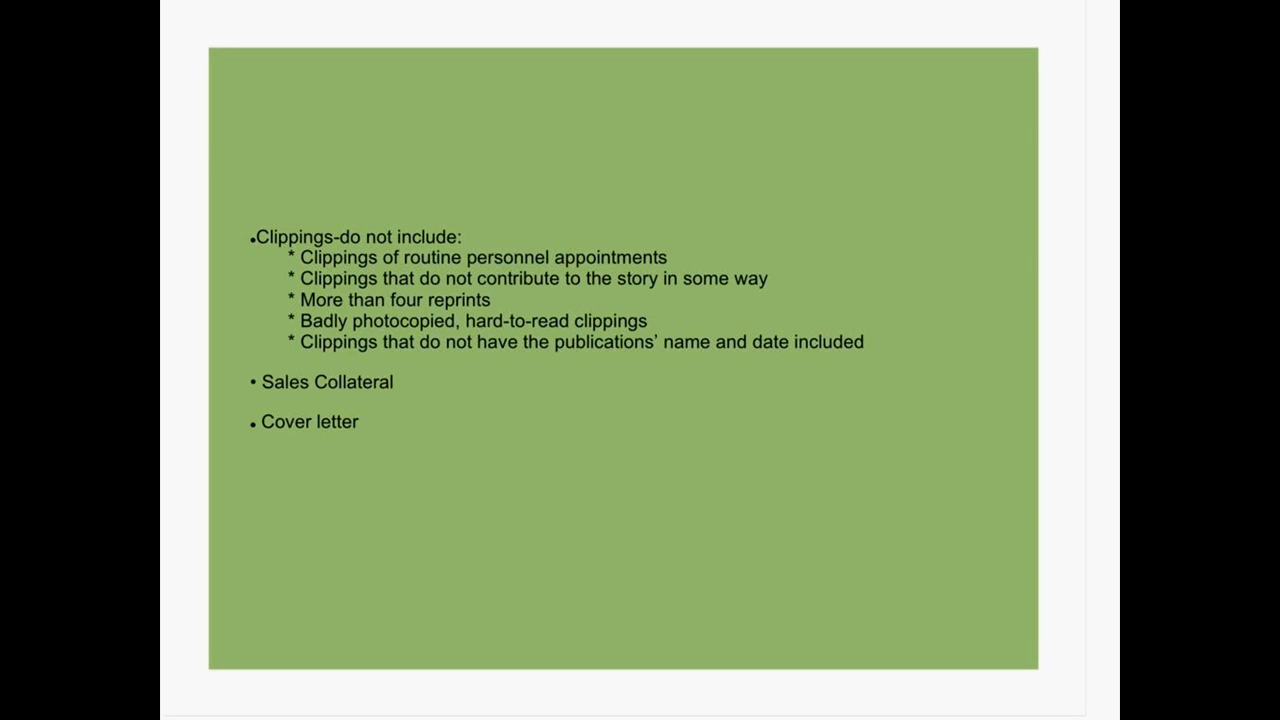 •Clippings-do not include:
* Clippings of routine personnel appointments
* Clippings that do not contribute to the story in some way
* More than four reprints
* Badly photocopied, hard-to-read clippings
* Clippings that do not have the publications’ name and date included
• Sales Collateral
• Cover letter